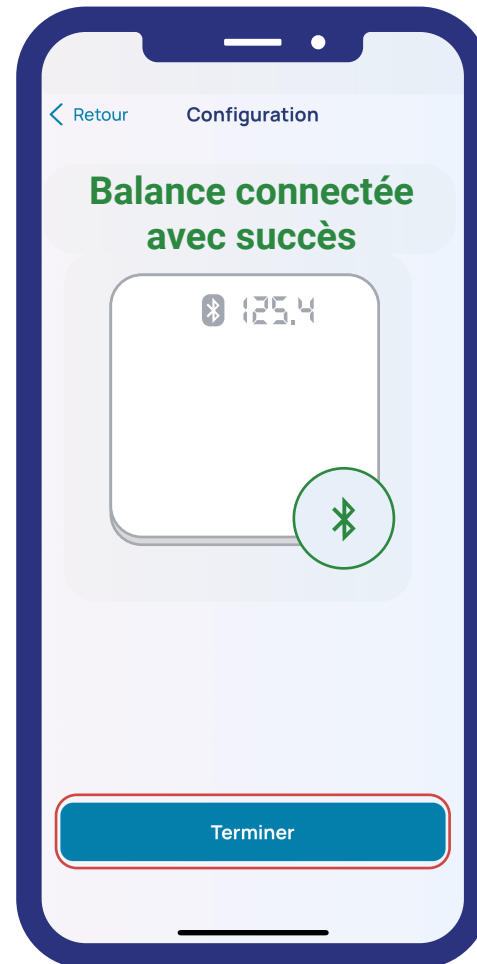 Retour
Configuration
Balance connectée
avec succès
125.4
Terminer